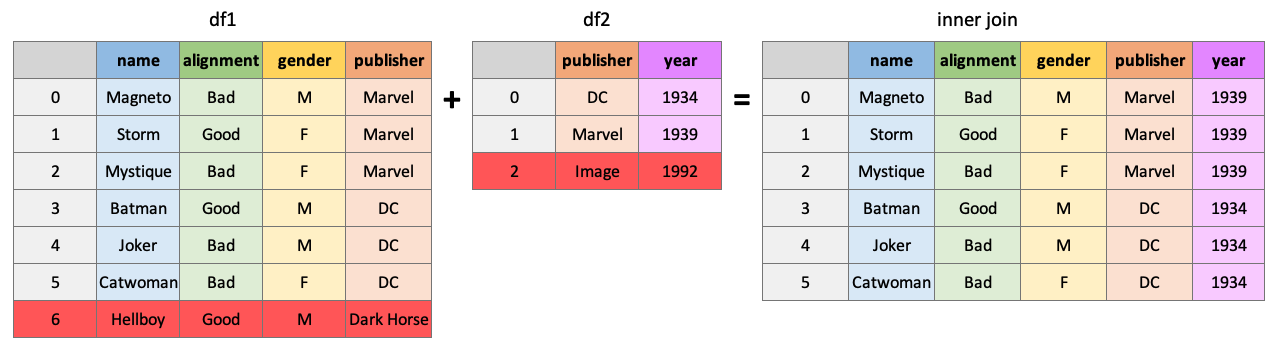 df1 df2 inner join
name alignment gender publisher publisher year name alignment gender publisher year
0 Magneto Bad M Marvel + 0 DC 1934 = 0 Magneto Bad M Marvel 1939
1 Storm Good F Marvel 1 Marvel 1939 1 Storm Good F Marvel 1939
2 Mystique Bad F Marvel 2 Image 1992 2 Mystique Bad F Marvel 1939
3 Batman Good M DC 3 Batman Good M DC 1934
4 Joker Bad M DC 4 Joker Bad M DC 1934
5 Catwoman Bad F DC 5 Catwoman Bad F DC 1934
6 Hellboy Good M Dark Horse